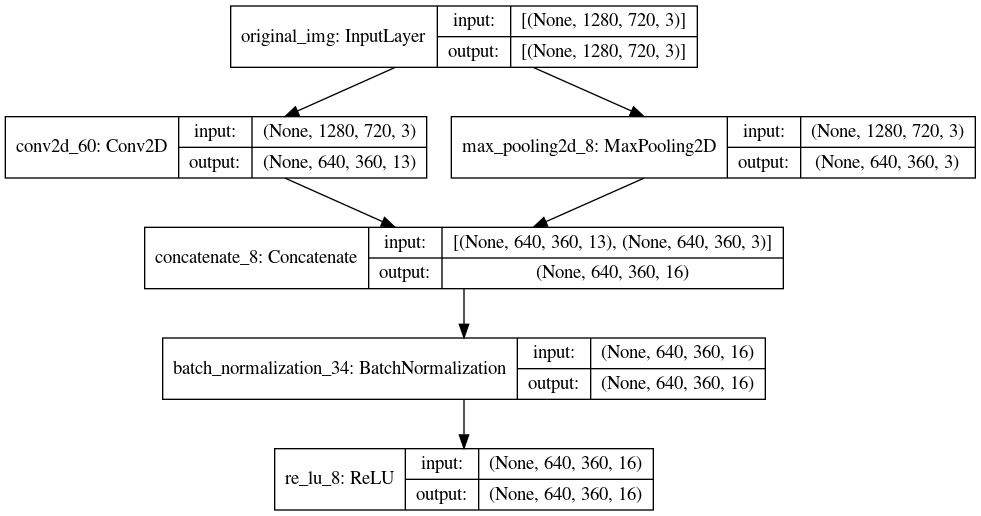 original_img: InputLayer
input: [(None, 1280, 720, 3)]
output: [(None, 1280, 720, 3)]
conv2d_60: Conv2D
input: (None, 1280, 720, 3)
output: (None, 640, 360, 13)
max_pooling2d_8: MaxPooling2D
input: (None, 1280, 720, 3)
output: (None, 640, 360, 3)
concatenate_8: Concatenate
input: [(None, 640, 360, 13), (None, 640, 360, 3)]
output: (None, 640, 360, 16)
batch_normalization_34: BatchNormalization
input: (None, 640, 360, 16)
output: (None, 640, 360, 16)
re_lu_8: ReLU
input: (None, 640, 360, 16)
output: (None, 640, 360, 16)